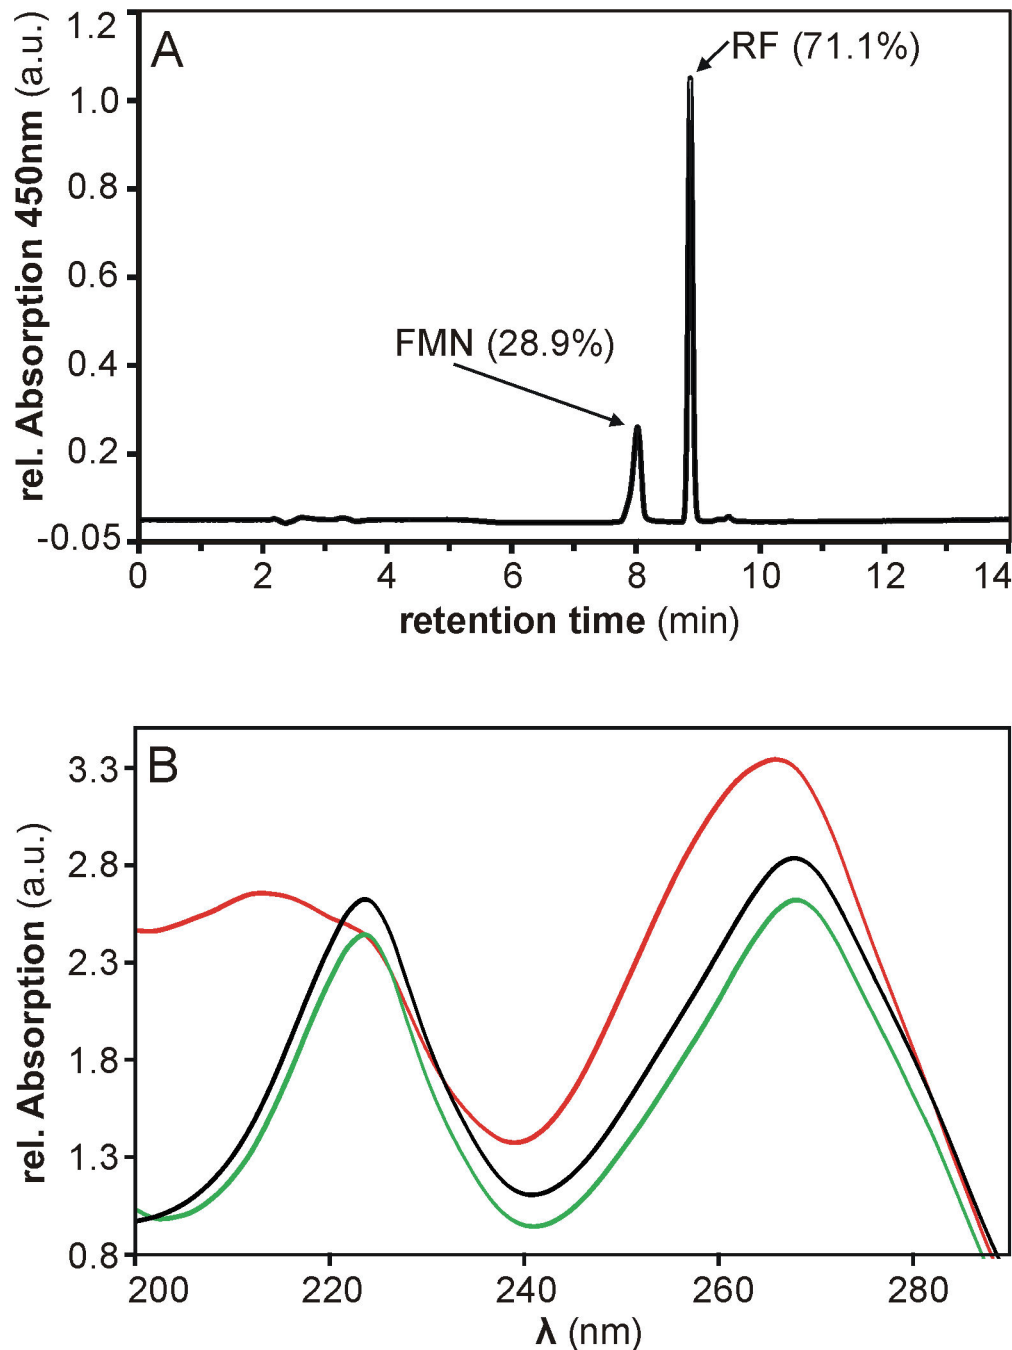 A
RF (71.1%)
FMN (28.9%)
rel. Absorption 450nm (a.u.)
1.2
1.0
0.8
0.6
0.4
0.2
-0.05
0 2 4 6 8 10 12 14
retention time (min)
B
rel. Absorption (a.u.)
3.3
2.8
2.3
1.8
1.3
0.8
200 220 240 260 280
λ (nm)